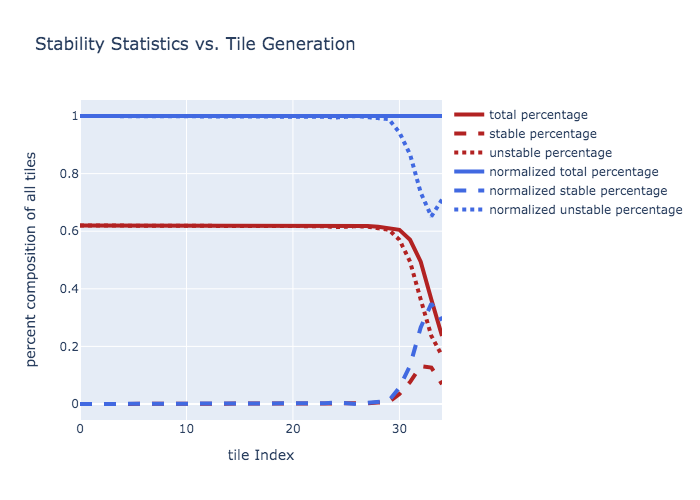 Stability Statistics vs. Tile Generation
percent composition of all tiles
1
0.8
0.6
0.4
0.2
0
0
10
20
30
tile Index
total percentage
stable percentage
unstable percentage
normalized total percentage
normalized stable percentage
normalized unstable percentage